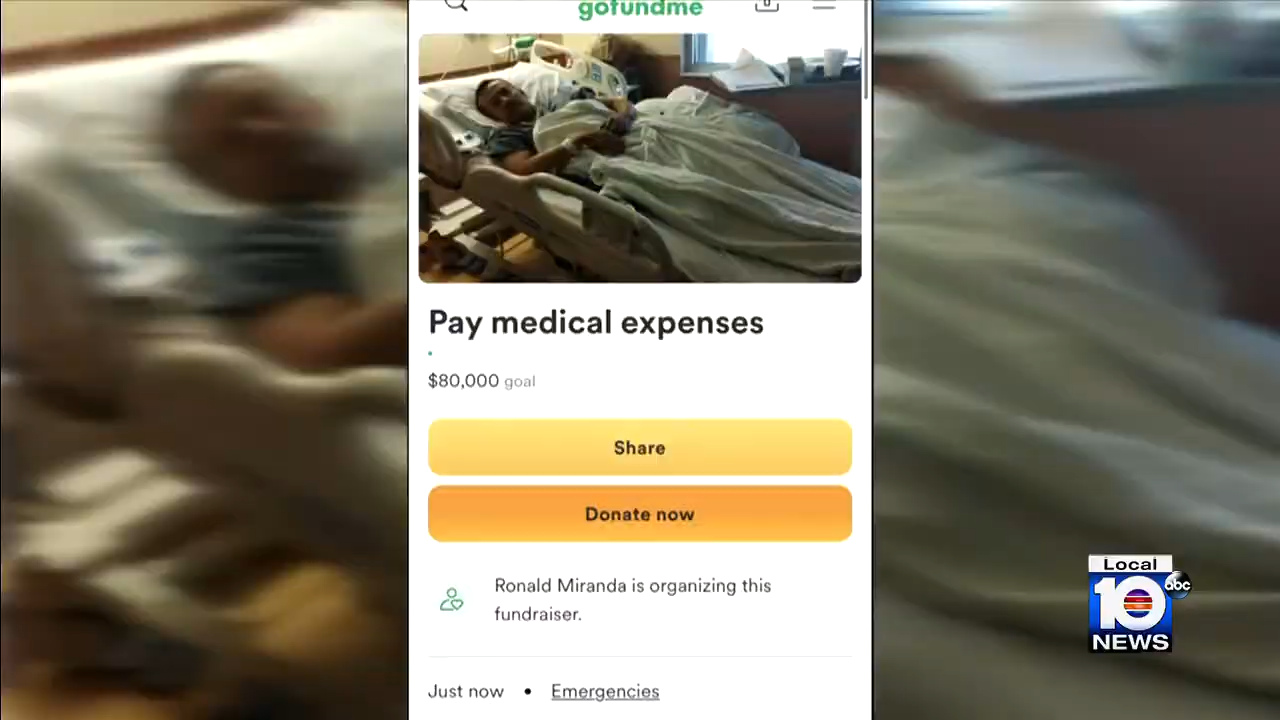 gofundme
Pay medical expenses
$80,000 goal
Share
Donate now
Ronald Miranda is organizing this
fundraiser.
Just now • Emergencies
Local
10
abc
NEWS